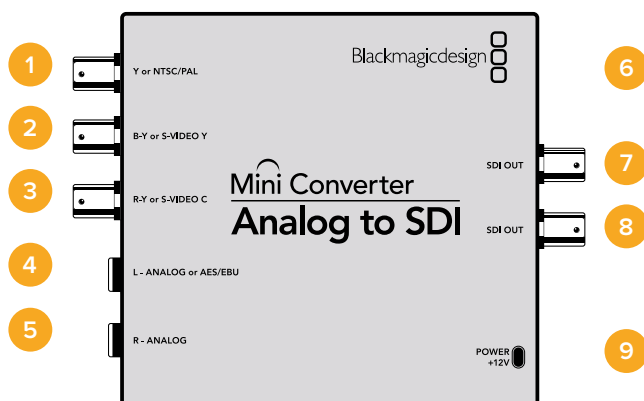 1
Y or NTSC/PAL
Blackmagicdesign
6
2
B-Y or S-VIDEO Y
7
SDI OUT
3
R-Y or S-VIDEO C
Mini Converter
Analog to SDI
8
SDI OUT
4
L - ANALOG or AES/EBU
5
R - ANALOG
POWER
+12V
9